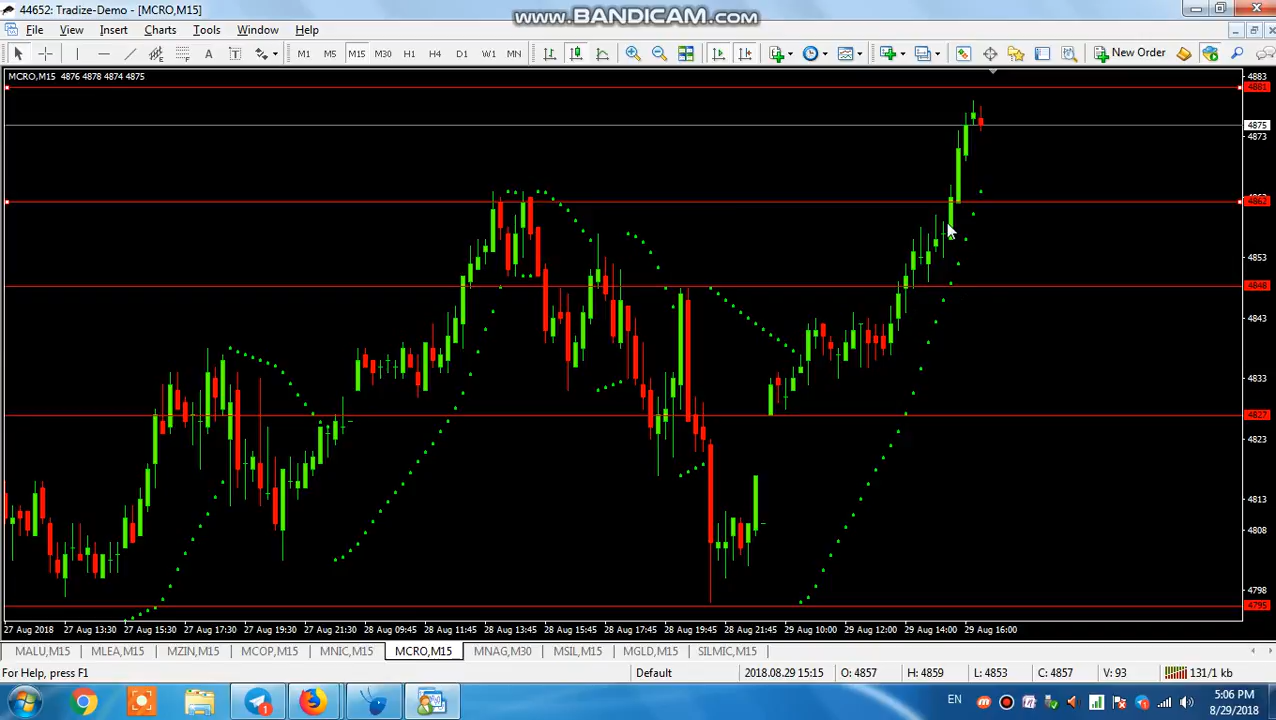 44652: Tradize-Demo - [MCRO,M15]
www.BANDICAM.com
File View Insert Charts Tools Window Help
M1 M5 M15 M30 H1 H4 D1 W1 MN New Order
MCRO,M15 4876 4878 4874 4875
4883
4881
4875
4873
4862
4853
4848
4843
4833
4827
4823
4813
4808
4798
4795
27 Aug 2018 27 Aug 13:30 27 Aug 15:30 27 Aug 17:30 27 Aug 19:30 27 Aug 21:30 28 Aug 09:45 28 Aug 11:45 28 Aug 13:45 28 Aug 15:45 28 Aug 17:45 28 Aug 19:45 28 Aug 21:45 29 Aug 10:00 29 Aug 12:00 29 Aug 14:00 29 Aug 16:00
MALU,M15 MLEA,M15 MZIN,M15 MCOP,M15 MNIC,M15 MCRO,M15 MNAG,M30 MSIL,M15 MGLD,M15 SILMIC,M15
For Help, press F1 Default 2018.08.29 15:15 O: 4857 H: 4859 L: 4853 C: 4857 V: 93 131/1 kb
EN 5:06 PM
8/29/2018